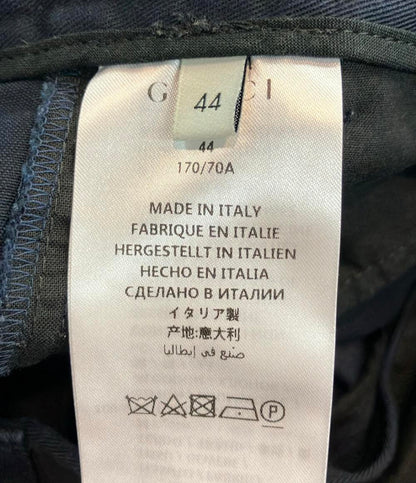 44
44
170/70A
MADE IN ITALY
FABRIQUE EN ITALIE
HERGESTELLT IN ITALIEN
HECHO EN ITALIA
СДЕЛАНО В ИТАЛИИ
イタリア製
产地:意大利
صنع في إيطاليا
P